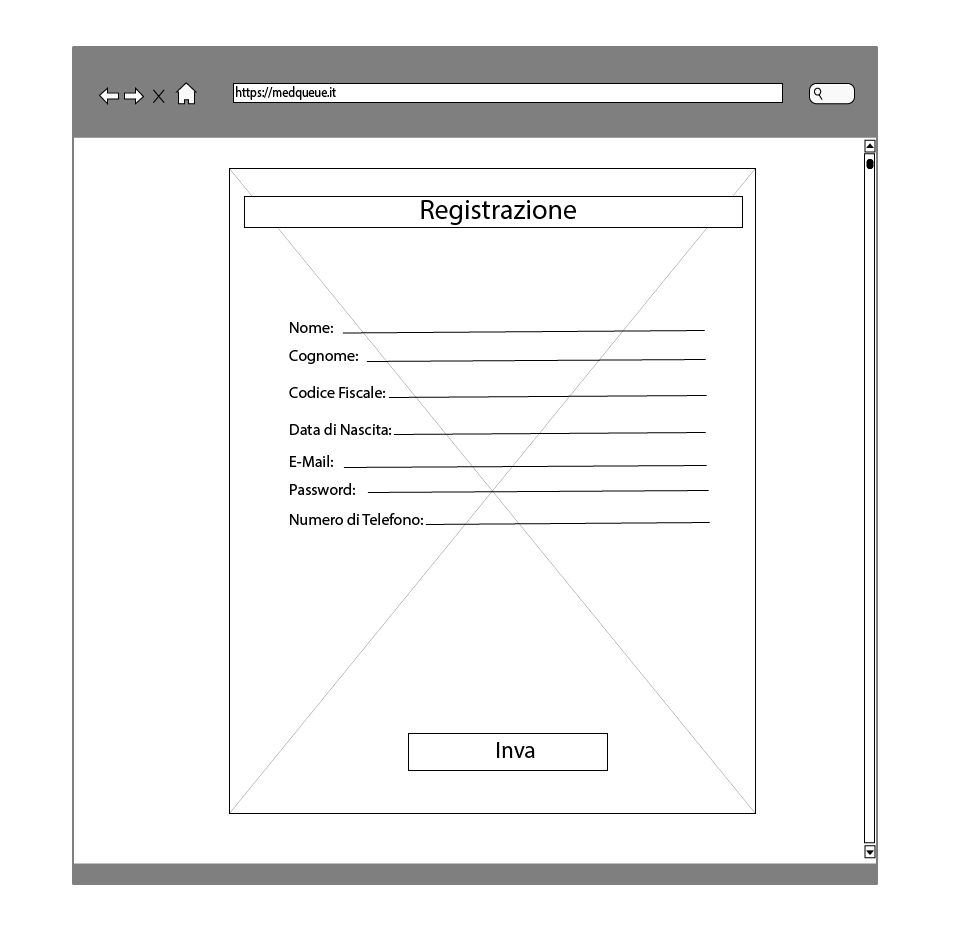 https://medqueue.it
Registrazione
Nome:
Cognome:
Codice Fiscale:
Data di Nascita:
E-Mail:
Password:
Numero di Telefono:
Inva